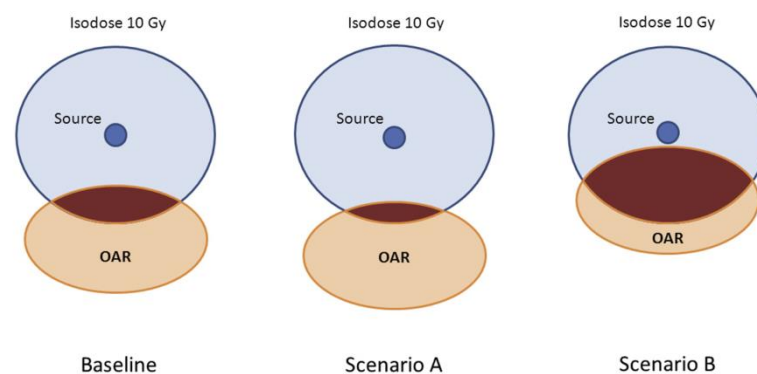 Isodose 10 Gy
Isodose 10 Gy
Isodose 10 Gy
Source
Source
Source
OAR
OAR
OAR
Baseline
Scenario A
Scenario B